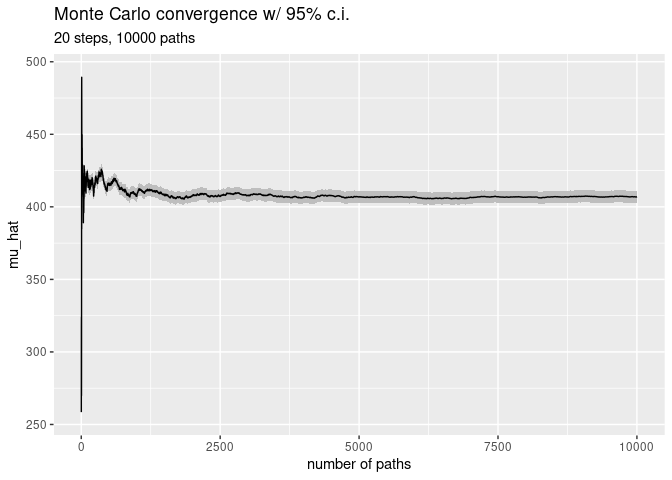 Monte Carlo convergence w/ 95% c.i.
20 steps, 10000 paths
500
450
400
350
300
250
mu_hat
0 2500 5000 7500 10000
number of paths